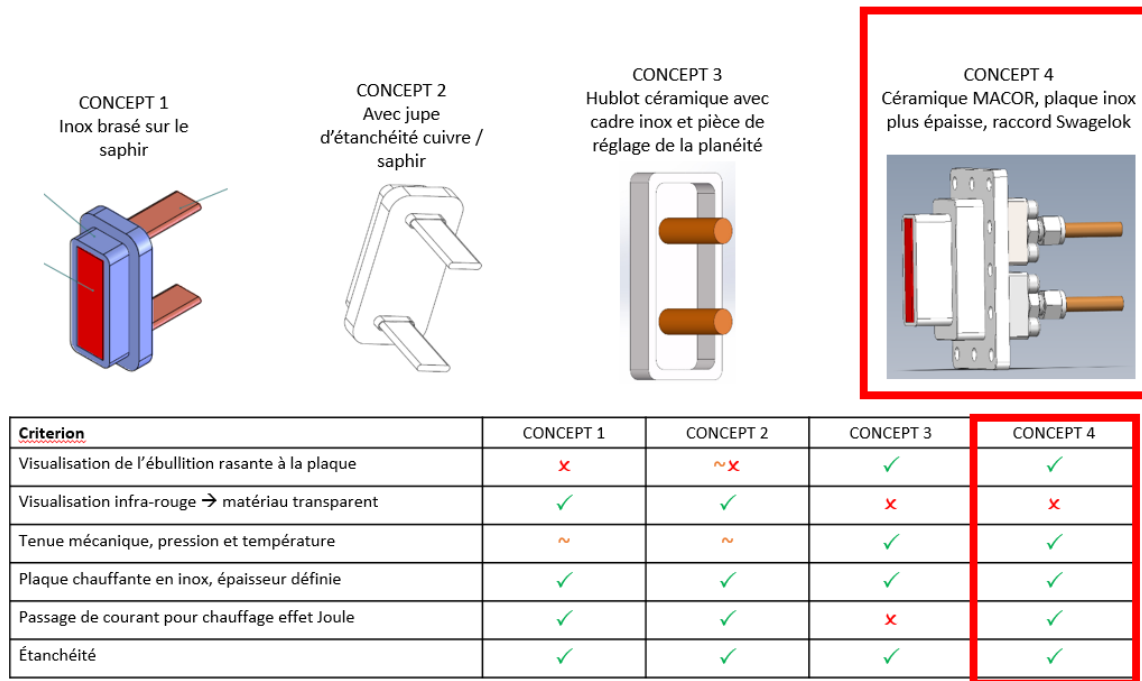 CONCEPT 1
Inox brasé sur le
saphir
CONCEPT 2
Avec jupe
d’étanchéité cuivre /
saphir
CONCEPT 3
Hublot céramique avec
cadre inox et pièce de
réglage de la planéité
CONCEPT 4
Céramique MACOR, plaque inox
plus épaisse, raccord Swagelok
Criterion CONCEPT 1 CONCEPT 2 CONCEPT 3 CONCEPT 4
Visualisation de l’ébullition rasante à la plaque ✗ ~✗ ✓ ✓
Visualisation infra-rouge → matériau transparent ✓ ✓ ✗ ✗
Tenue mécanique, pression et température ~ ~ ✓ ✓
Plaque chauffante en inox, épaisseur définie ✓ ✓ ✓ ✓
Passage de courant pour chauffage effet Joule ✓ ✓ ✗ ✓
Étanchéité ✓ ✓ ✓ ✓